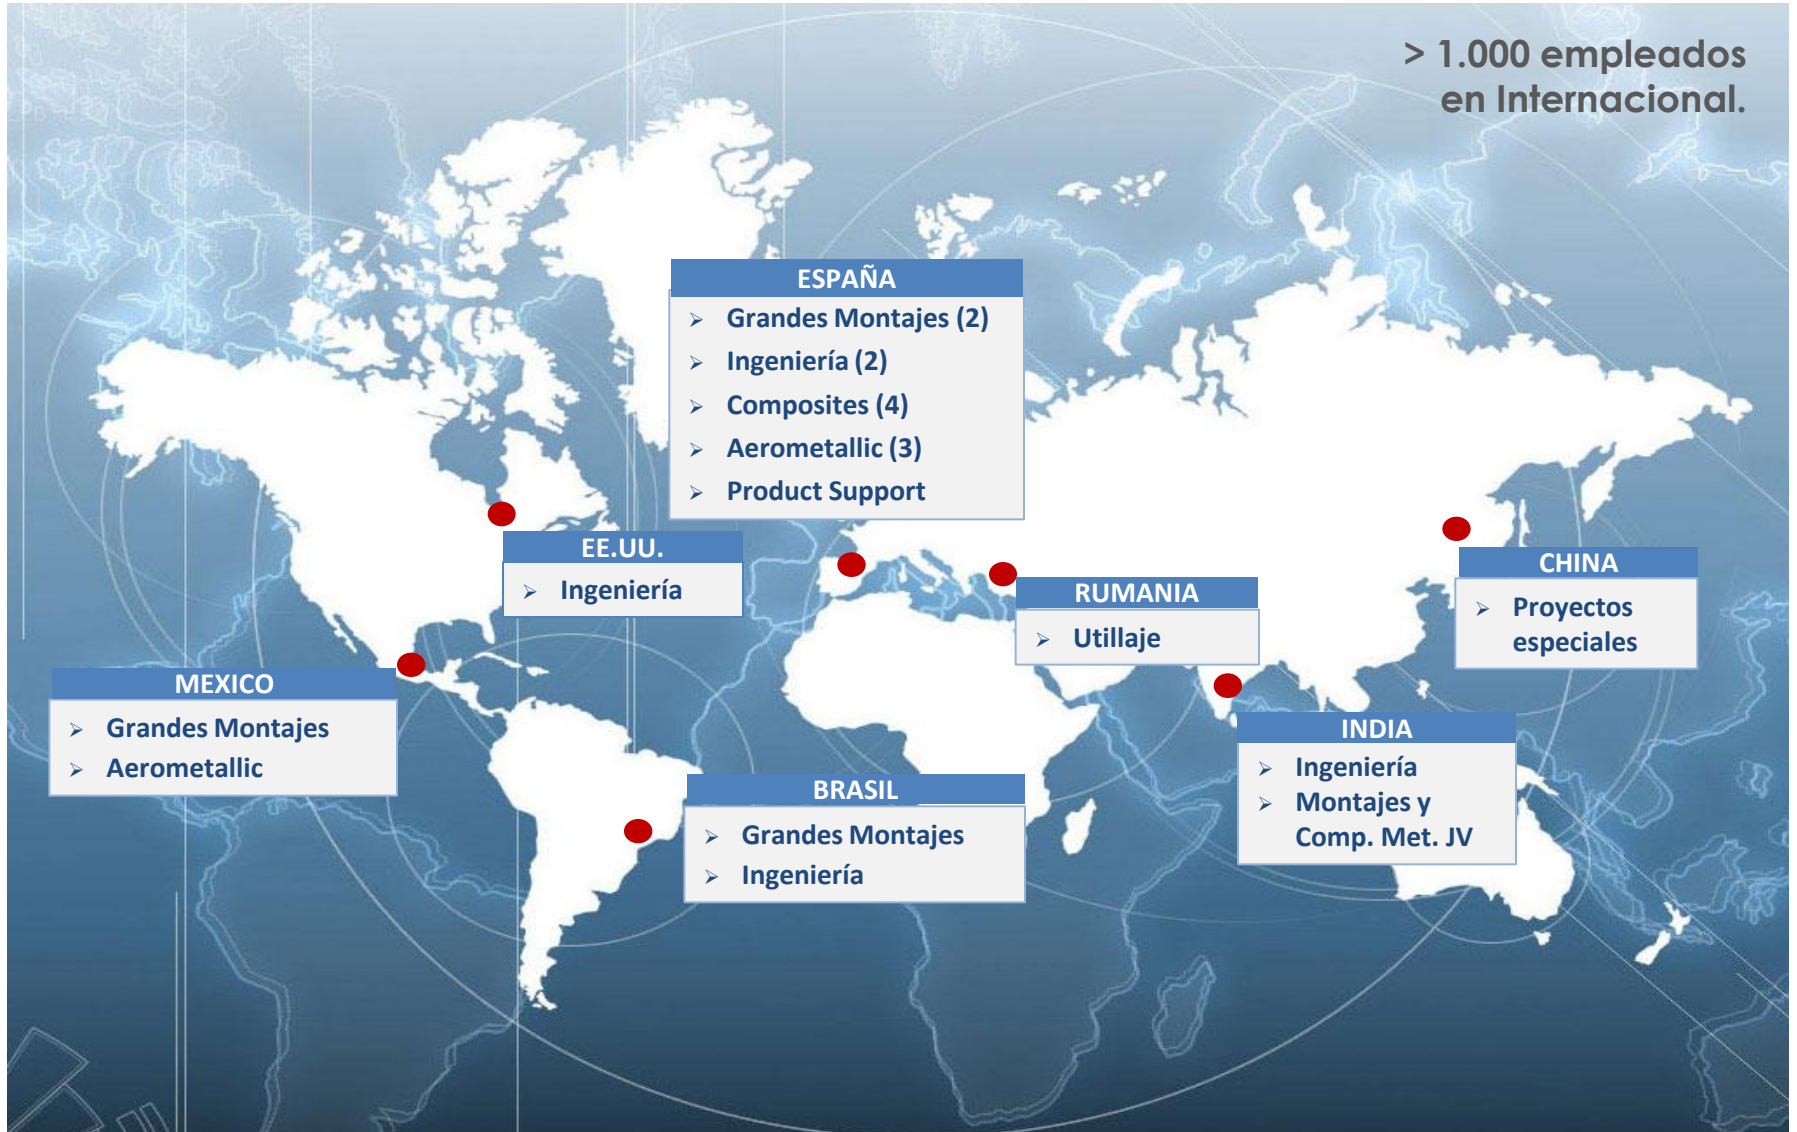 > 1.000 empleados
en Internacional.
ESPAÑA
Grandes Montajes (2)
Ingeniería (2)
Composites (4)
Aerometallic (3)
Product Support
EE.UU.
Ingeniería
RUMANIA
Utillaje
CHINA
Proyectos
especiales
MEXICO
Grandes Montajes
Aerometallic
BRASIL
Grandes Montajes
Ingeniería
INDIA
Ingeniería
Montajes y
Comp. Met. JV